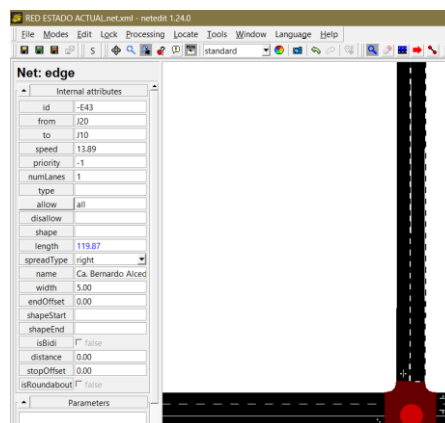 RED ESTADO ACTUAL.net.xml - netedit 1.24.0
File Modes Edit Lock Processing Locate Tools Window Language Help
S standard
Net: edge
Internal attributes
id -E43
from J20
to J10
speed 13.89
priority -1
numLanes 1
type
allow all
disallow
shape
length 119.87
spreadType right
name Ca. Bernardo Alced
width 5.00
endOffset 0.00
shapeStart
shapeEnd
isBidi false
distance 0.00
stopOffset 0.00
isRoundabout false
Parameters